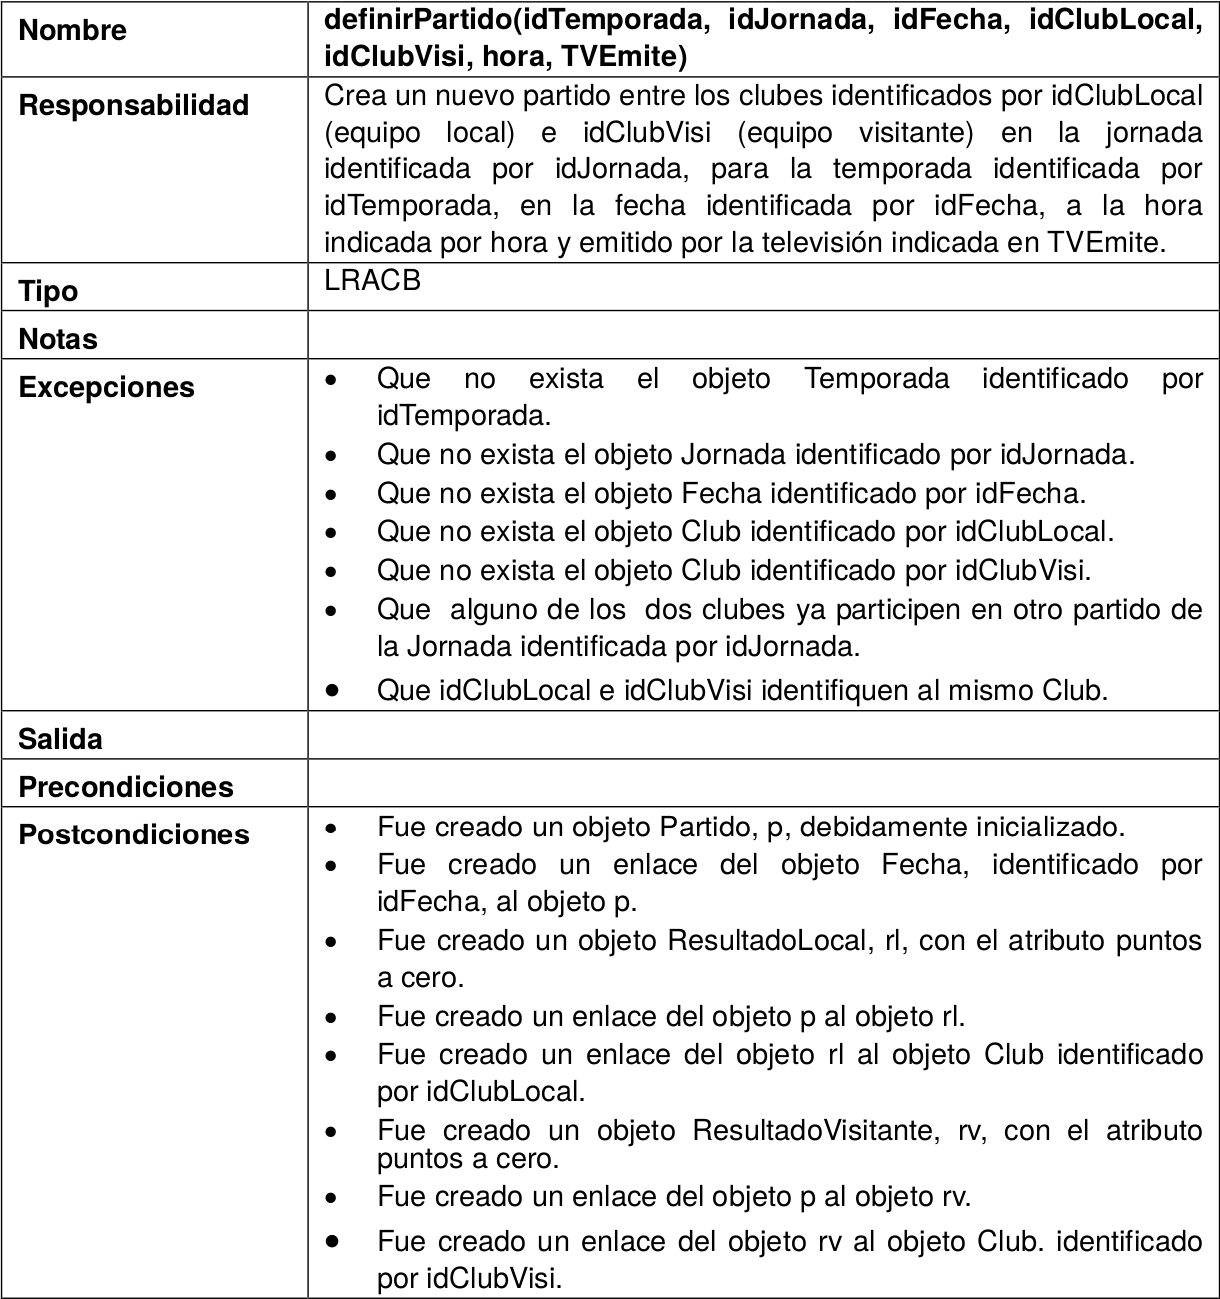 Nombre
definirPartido(idTemporada, idJornada, idFecha, idClubLocal,
idClubVisi, hora, TVEmite)
Responsabilidad
Crea un nuevo partido entre los clubes identificados por idClubLocal
(equipo local) e idClubVisi (equipo visitante) en la jornada
identificada por idJornada, para la temporada identificada por
idTemporada, en la fecha identificada por idFecha, a la hora
indicada por hora y emitido por la televisión indicada en TVEmite.
Tipo
LRACB
Notas
Excepciones
• Que no exista el objeto Temporada identificado por
idTemporada.
• Que no exista el objeto Jornada identificado por idJornada.
• Que no exista el objeto Fecha identificado por idFecha.
• Que no exista el objeto Club identificado por idClubLocal.
• Que no exista el objeto Club identificado por idClubVisi.
• Que alguno de los dos clubes ya participen en otro partido de
la Jornada identificada por idJornada.
• Que idClubLocal e idClubVisi identifiquen al mismo Club.
Salida
Precondiciones
Postcondiciones
• Fue creado un objeto Partido, p, debidamente inicializado.
• Fue creado un enlace del objeto Fecha, identificado por
idFecha, al objeto p.
• Fue creado un objeto ResultadoLocal, rl, con el atributo puntos
a cero.
• Fue creado un enlace del objeto p al objeto rl.
• Fue creado un enlace del objeto rl al objeto Club identificado
por idClubLocal.
• Fue creado un objeto ResultadoVisitante, rv, con el atributo
puntos a cero.
• Fue creado un enlace del objeto p al objeto rv.
• Fue creado un enlace del objeto rv al objeto Club. identificado
por idClubVisi.